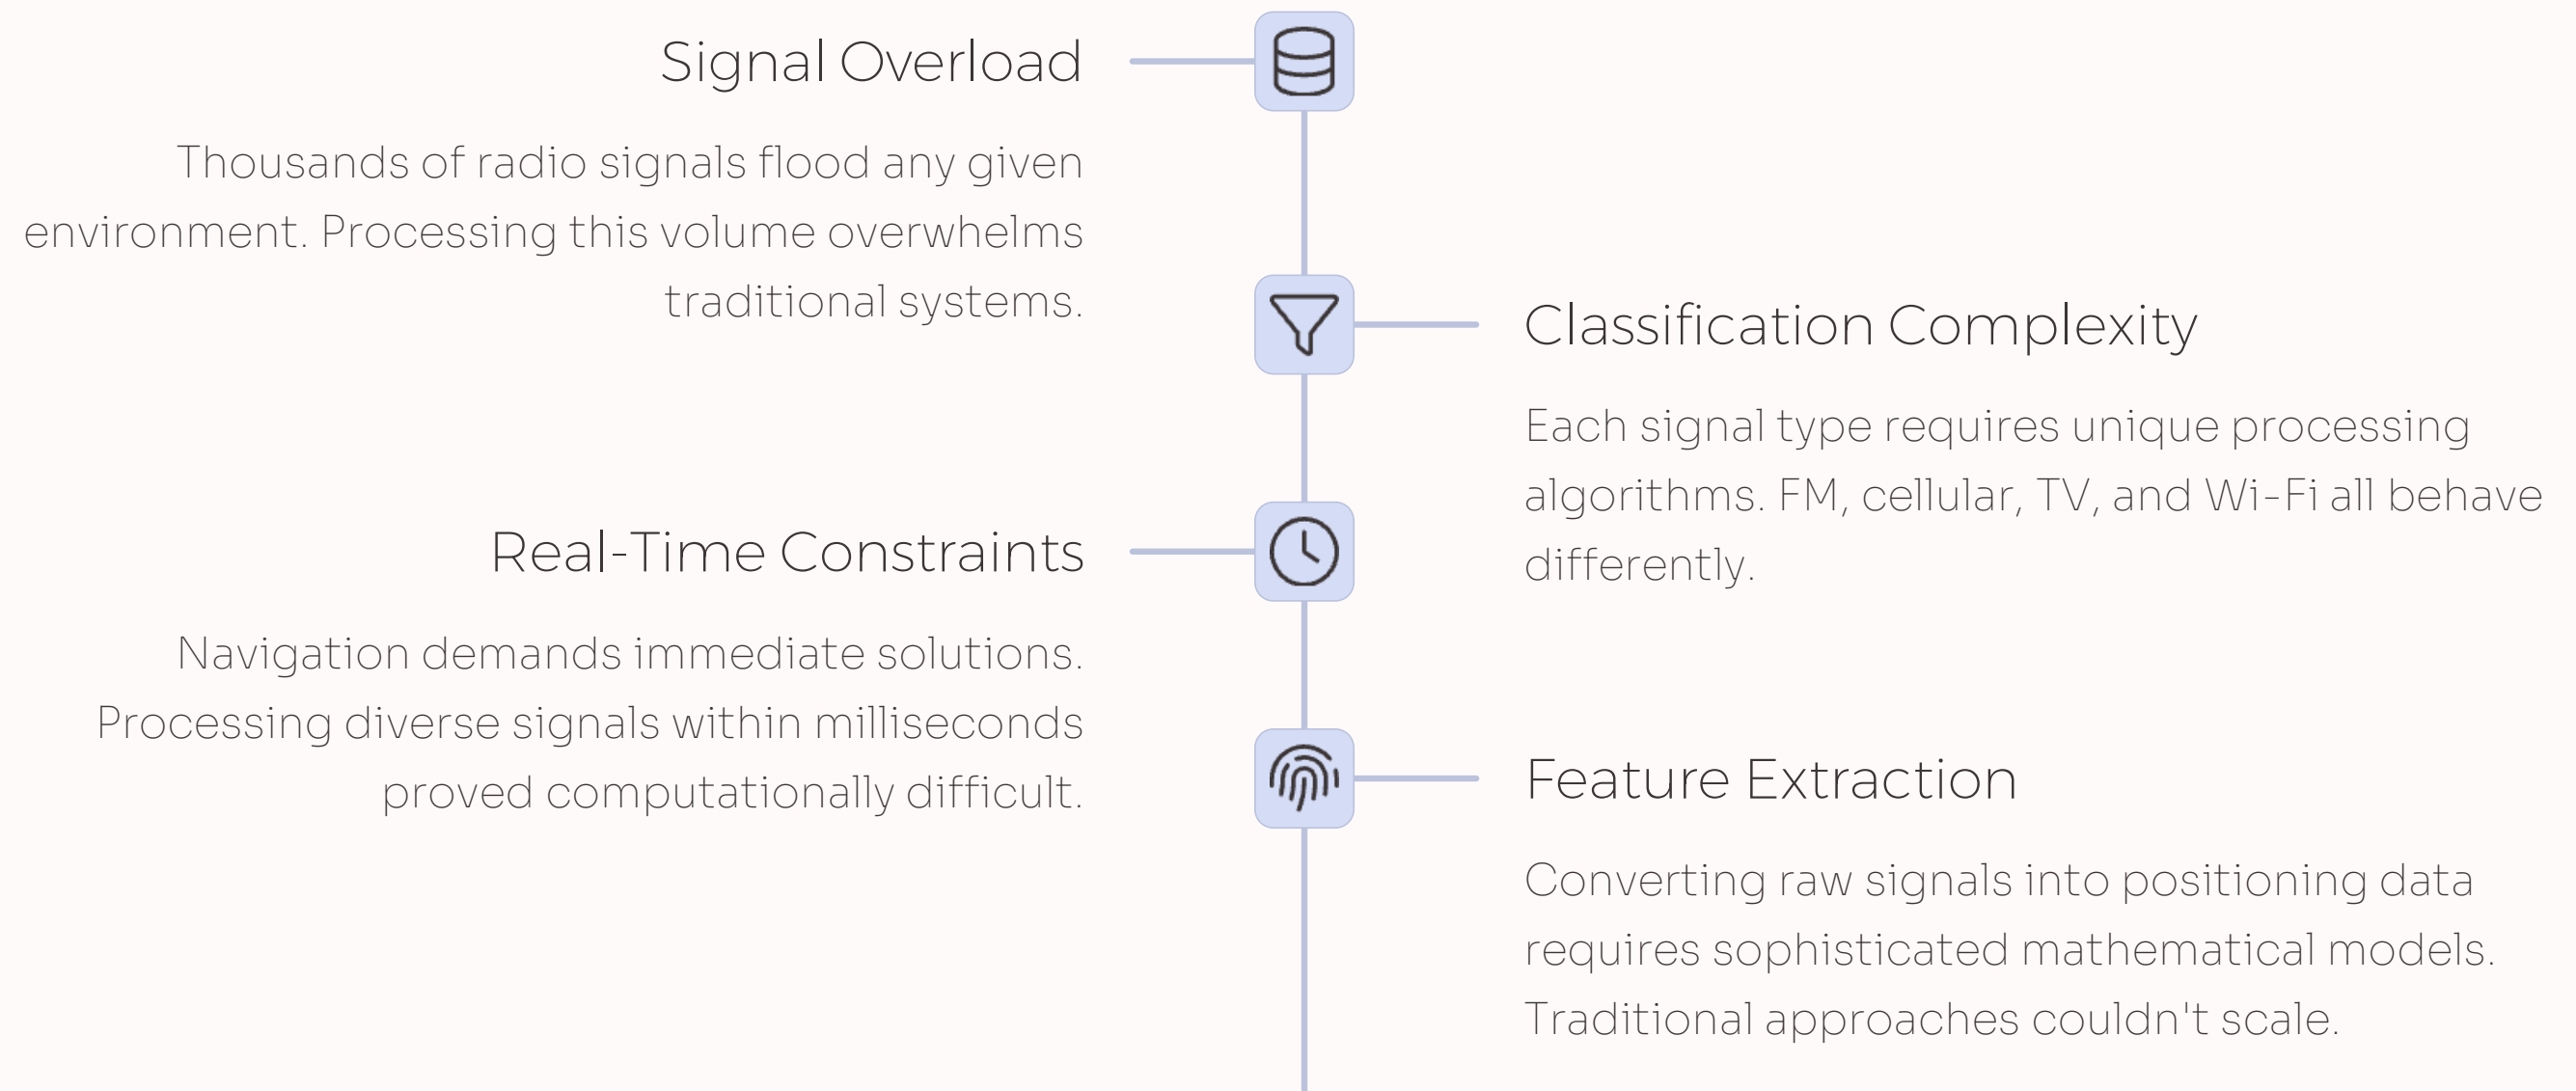 Signal Overload
Thousands of radio signals flood any given
environment. Processing this volume overwhelms
traditional systems.
Classification Complexity
Each signal type requires unique processing
algorithms. FM, cellular, TV, and Wi-Fi all behave
differently.
Real-Time Constraints
Navigation demands immediate solutions.
Processing diverse signals within milliseconds
proved computationally difficult.
Feature Extraction
Converting raw signals into positioning data
requires sophisticated mathematical models.
Traditional approaches couldn't scale.